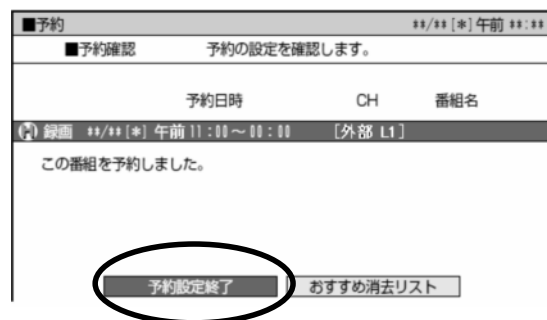 ■予約 **/**[*]午前 **:**
■予約確認 予約の設定を確認します。
予約日時 CH 番組名
録画 **/**[*] 午前11:00~00:00 [外部 L1]
この番組を予約しました。
予約設定終了 おすすめ消去リスト